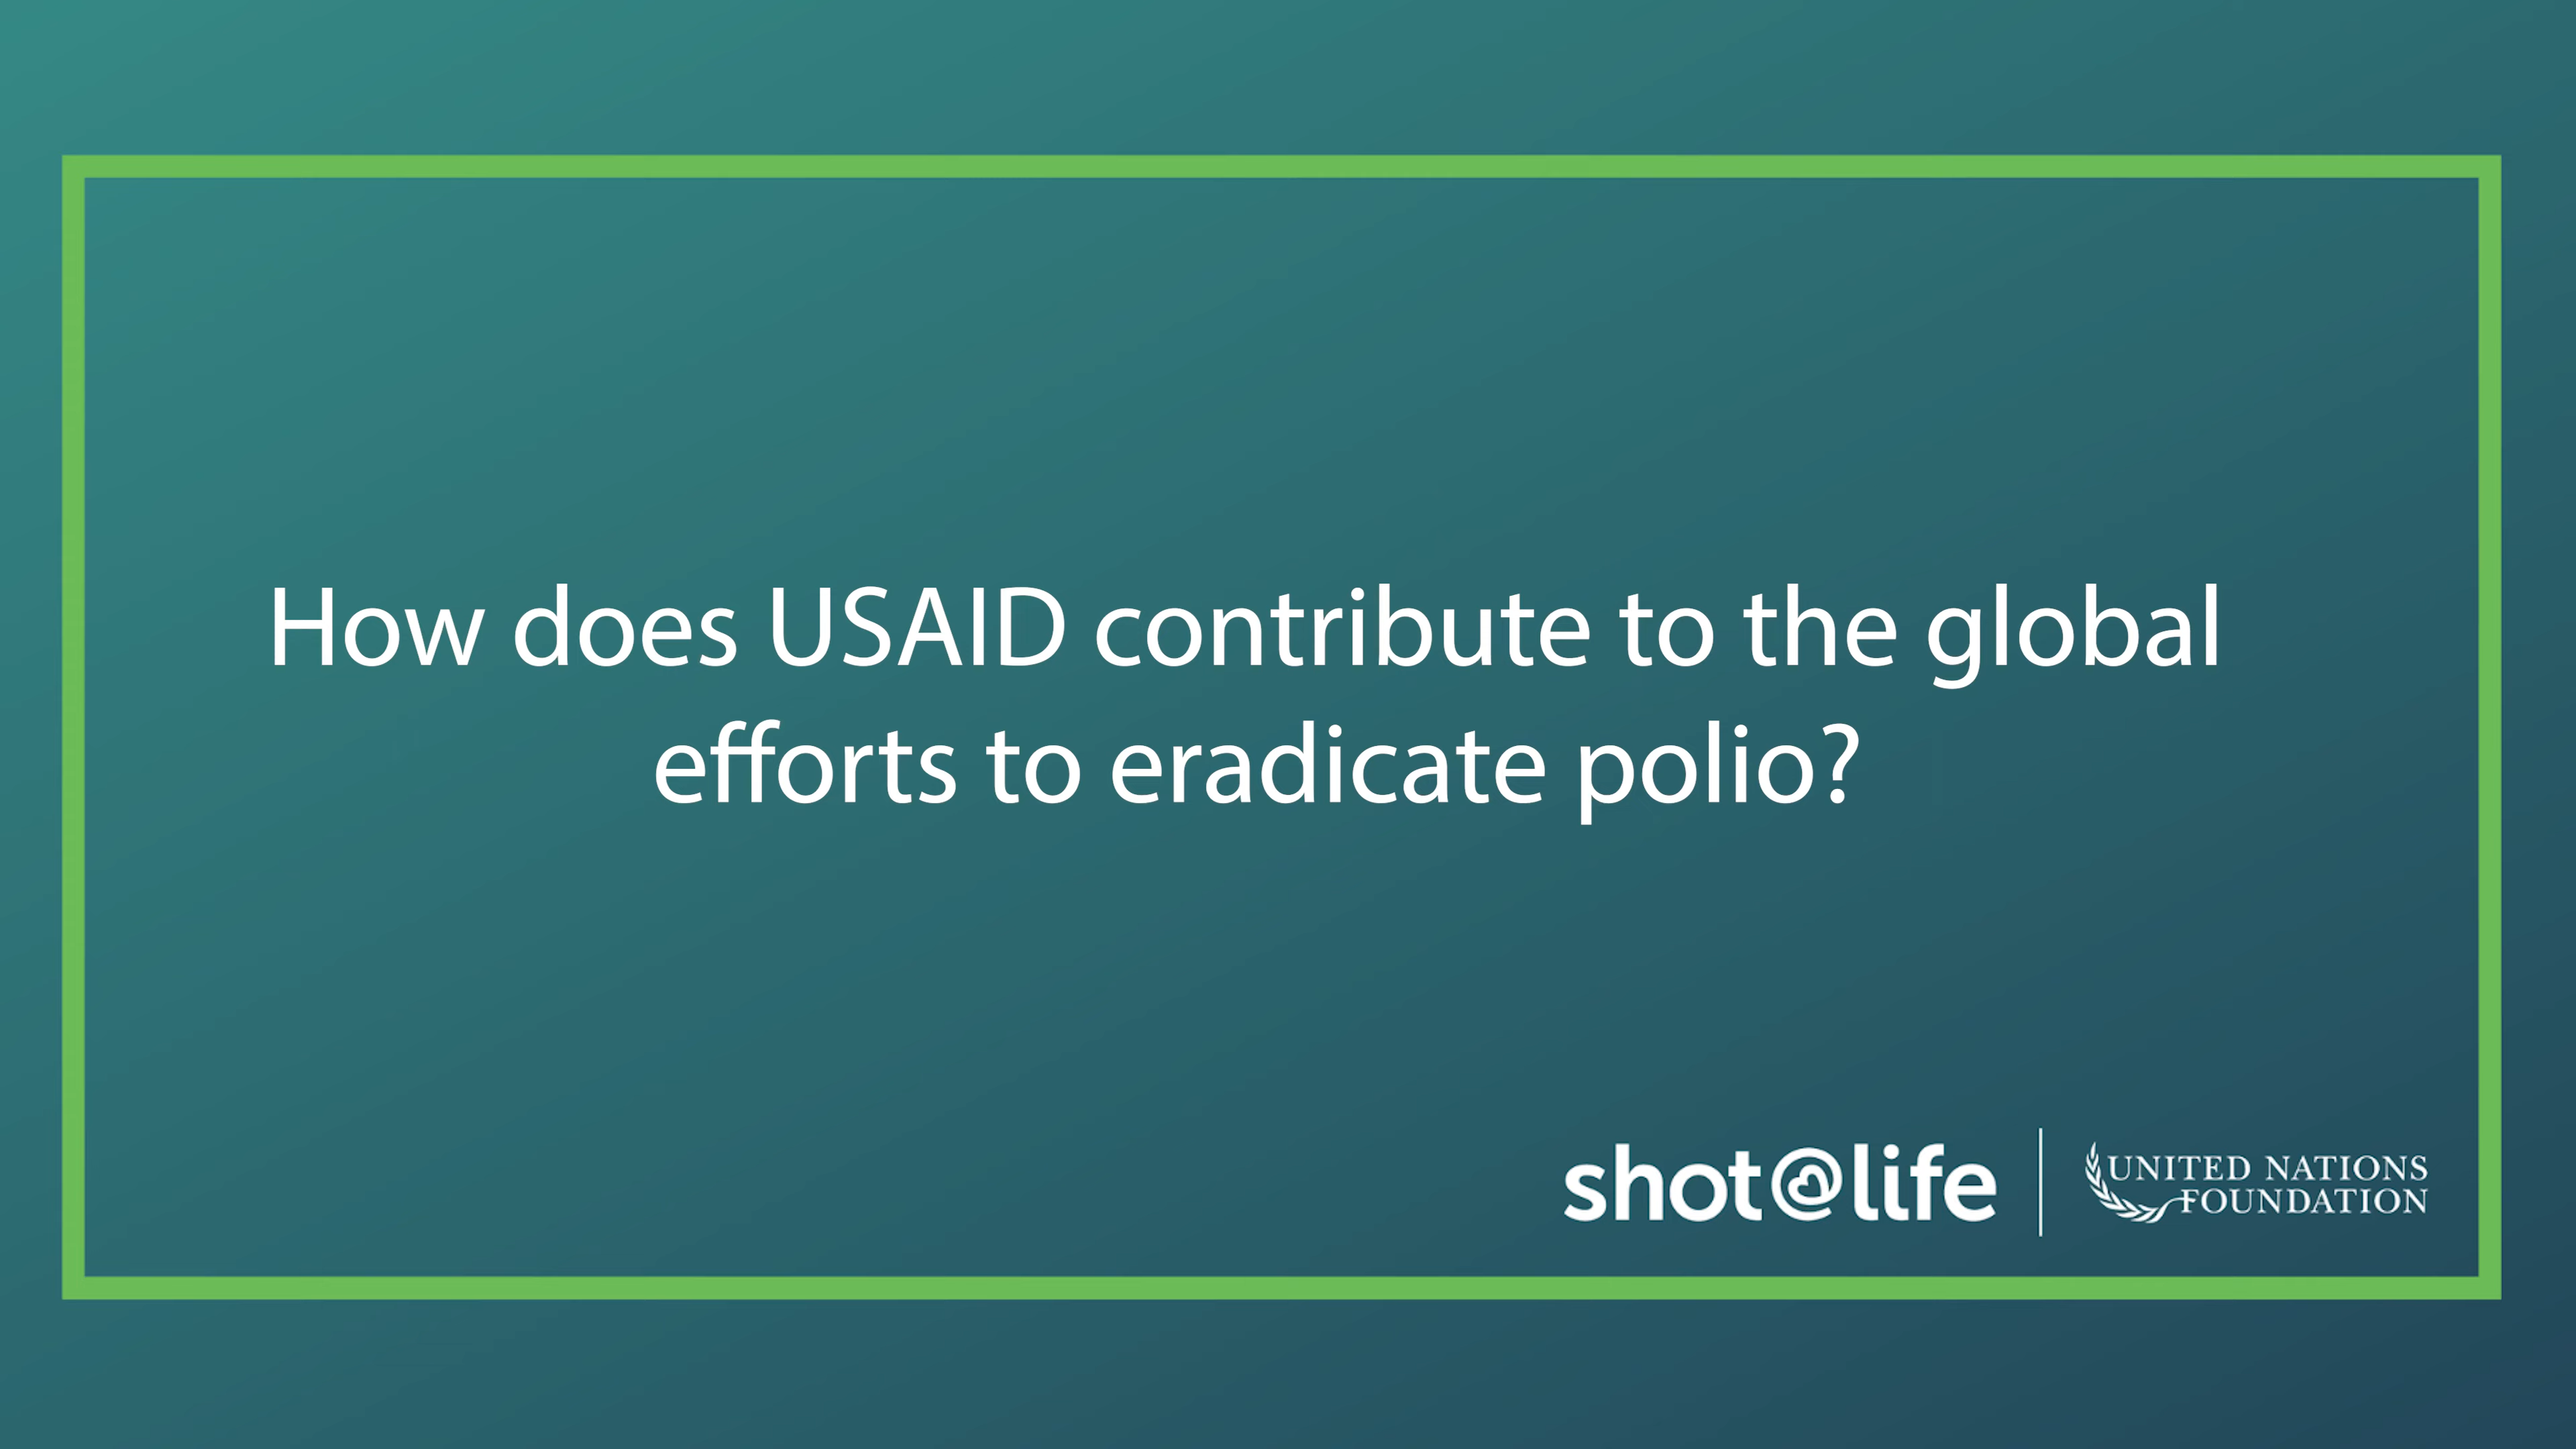 How does USAID contribute to the global
efforts to eradicate polio?
shot@life
UNITED NATIONS
FOUNDATION